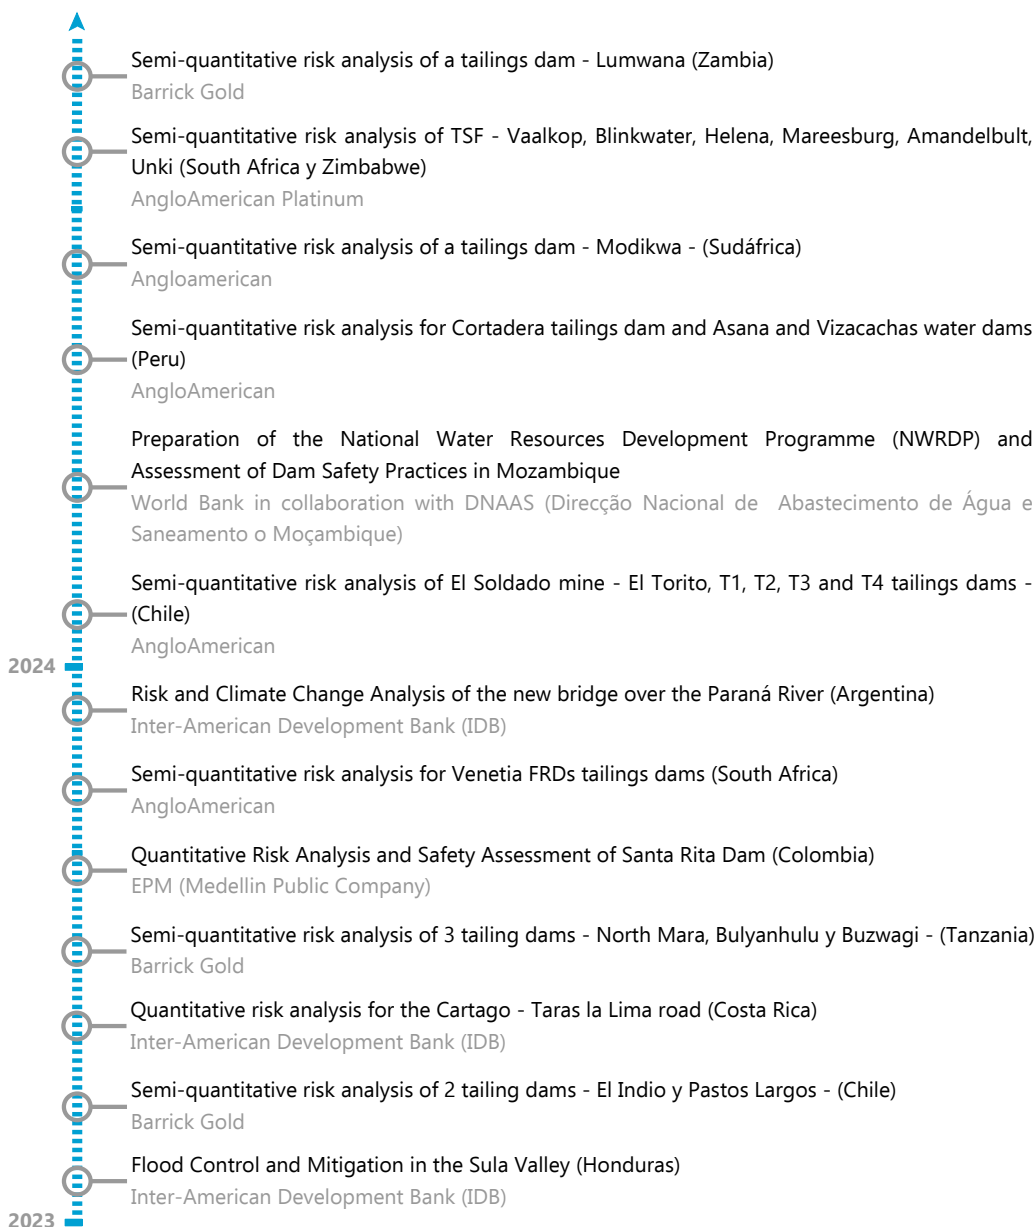 Semi-quantitative risk analysis of a tailings dam - Lumwana (Zambia)
Barrick Gold
Semi-quantitative risk analysis of TSF - Vaalkop, Blinkwater, Helena, Mareesburg, Amandelbult,
Unki (South Africa y Zimbabwe)
AngloAmerican Platinum
Semi-quantitative risk analysis of a tailings dam - Modikwa - (Sudáfrica)
Angloamerican
Semi-quantitative risk analysis for Cortadera tailings dam and Asana and Vizacachas water dams
(Peru)
AngloAmerican
Preparation of the National Water Resources Development Programme (NWRDP) and
Assessment of Dam Safety Practices in Mozambique
World Bank in collaboration with DNAAS (Direcção Nacional de Abastecimento de Água e
Saneamento o Moçambique)
Semi-quantitative risk analysis of El Soldado mine - El Torito, T1, T2, T3 and T4 tailings dams -
(Chile)
AngloAmerican
2024
Risk and Climate Change Analysis of the new bridge over the Paraná River (Argentina)
Inter-American Development Bank (IDB)
Semi-quantitative risk analysis for Venetia FRDs tailings dams (South Africa)
AngloAmerican
Quantitative Risk Analysis and Safety Assessment of Santa Rita Dam (Colombia)
EPM (Medellin Public Company)
Semi-quantitative risk analysis of 3 tailing dams - North Mara, Bulyanhulu y Buzwagi - (Tanzania)
Barrick Gold
Quantitative risk analysis for the Cartago - Taras la Lima road (Costa Rica)
Inter-American Development Bank (IDB)
Semi-quantitative risk analysis of 2 tailing dams - El Indio y Pastos Largos - (Chile)
Barrick Gold
Flood Control and Mitigation in the Sula Valley (Honduras)
Inter-American Development Bank (IDB)
2023